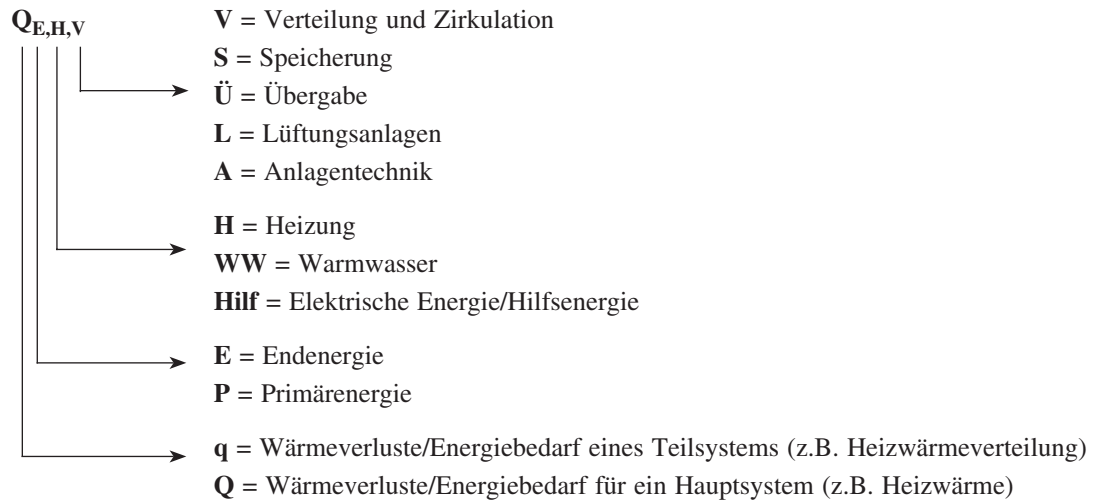 Q_E,H,V
V = Verteilung und Zirkulation
S = Speicherung
Ü = Übergabe
L = Lüftungsanlagen
A = Anlagentechnik
H = Heizung
WW = Warmwasser
Hilf = Elektrische Energie/Hilfsenergie
E = Endenergie
P = Primärenergie
q = Wärmeverluste/Energiebedarf eines Teilsystems (z.B. Heizwärmeverteilung)
Q = Wärmeverluste/Energiebedarf für ein Hauptsystem (z.B. Heizwärme)